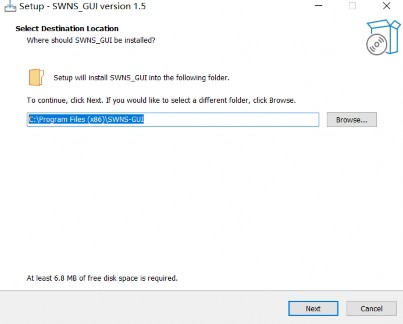 Setup - SWNS_GUI version 1.5
Select Destination Location
Where should SWNS_GUI be installed?
Setup will install SWNS_GUI into the following folder.
To continue, click Next. If you would like to select a different folder, click Browse.
C:\Program Files (x86)\SWNS-GUI
Browse...
At least 6.8 MB of free disk space is required.
Next
Cancel